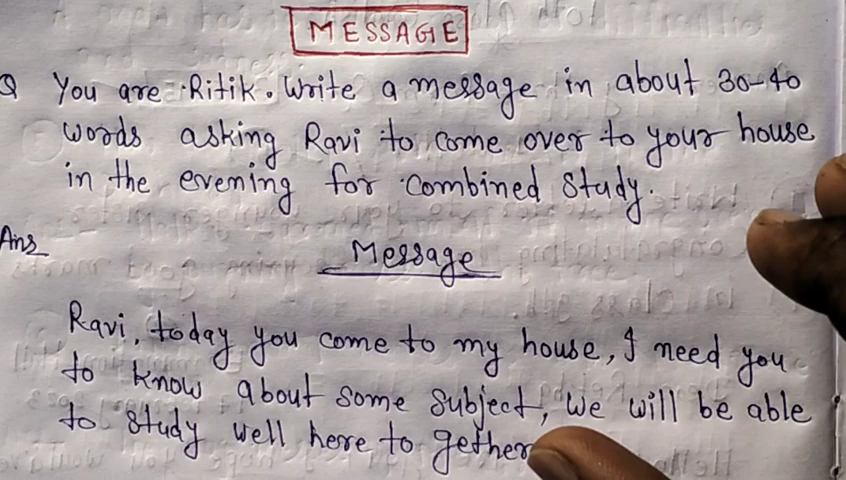 MESSAGE
Q You are Ritik. Write a message in about 30-40
words asking Ravi to come over to your house
in the evening for combined study.
Ans
Message
Ravi, today you come to my house, I need you
to know about some subject, we will be able
to study well here to gether